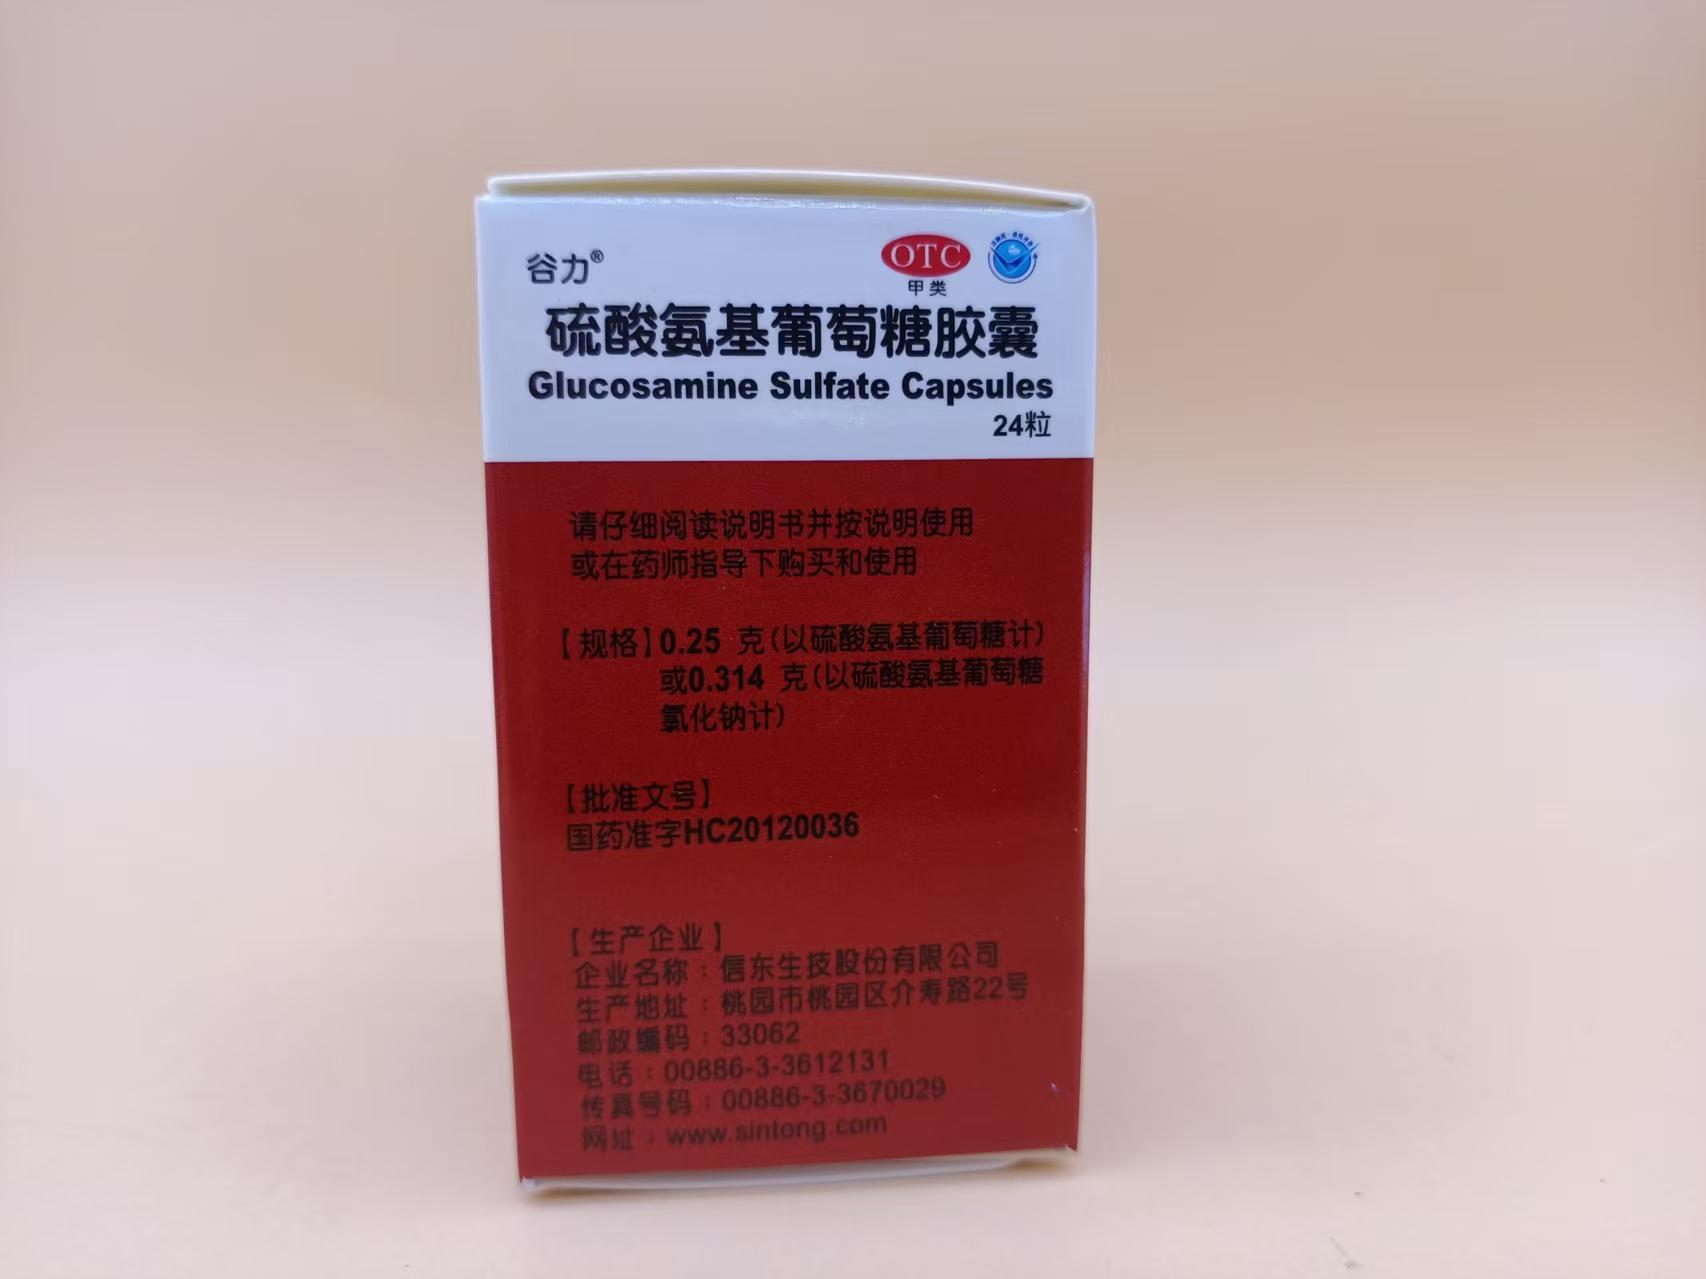 谷力®
OTC
甲类
硫酸氨基葡萄糖胶囊
Glucosamine Sulfate Capsules
24粒
请仔细阅读说明书并按说明使用
或在药师指导下购买和使用
【规格】0.25 克(以硫酸氨基葡萄糖计)
或0.314 克(以硫酸氨基葡萄糖
氯化钠计)
【批准文号】
国药准字HC20120036
【生产企业】
企业名称：信东生技股份有限公司
生产地址：桃园市桃园区介寿路22号
邮政编码：33062
电话：00886-3-3612131
传真号码：00886-3-3670029
网址：www.sintong.com